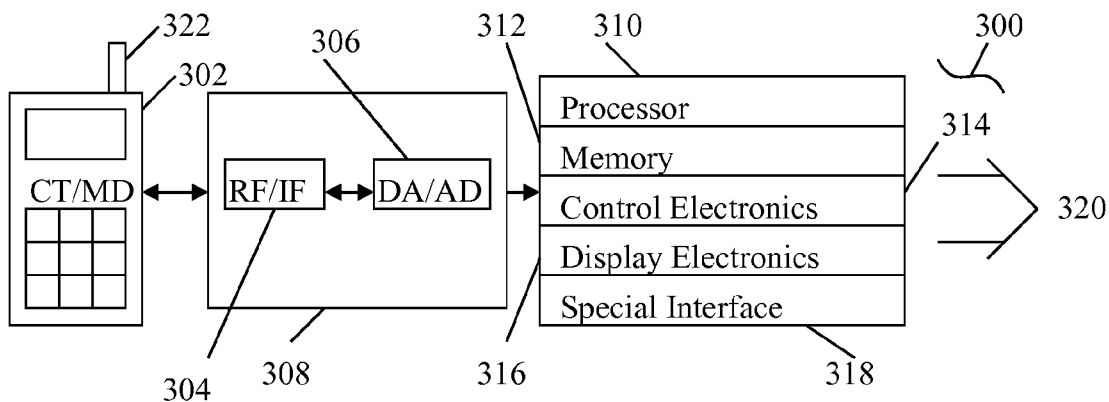 322
302
306
312
310
300
Processor
314
Memory
CT/MD
RF/IF
DA/AD
Control Electronics
320
Display Electronics
Special Interface
304
308
316
318